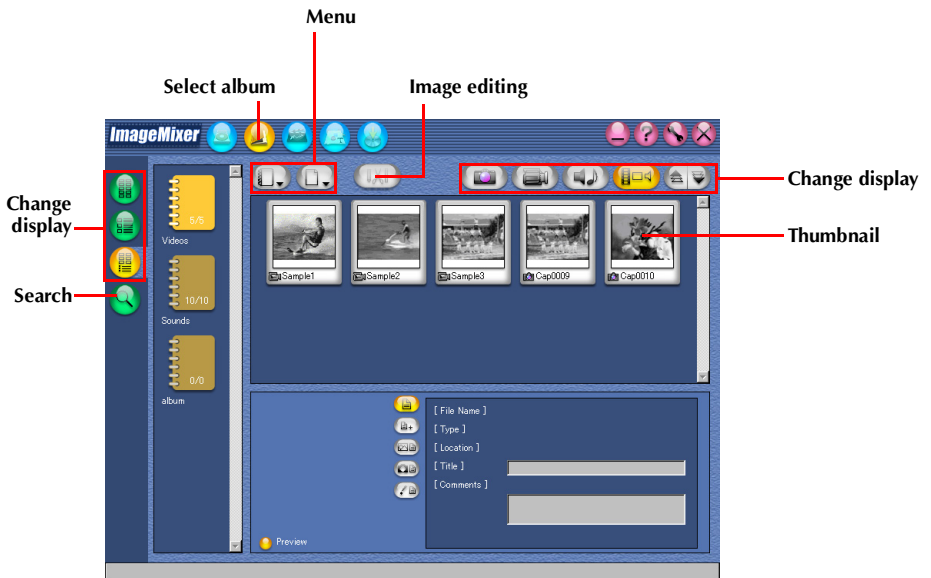 Menu
Select album
Image editing
ImageMixer
Change display
Change
display
Thumbnail
Search
5/5
Videos
10/10
Sounds
0/0
album
Sample1
Sample2
Sample3
Cap0009
Cap0010
[ File Name ]
[ Type ]
[ Location ]
[ Title ]
[ Comments ]
Preview